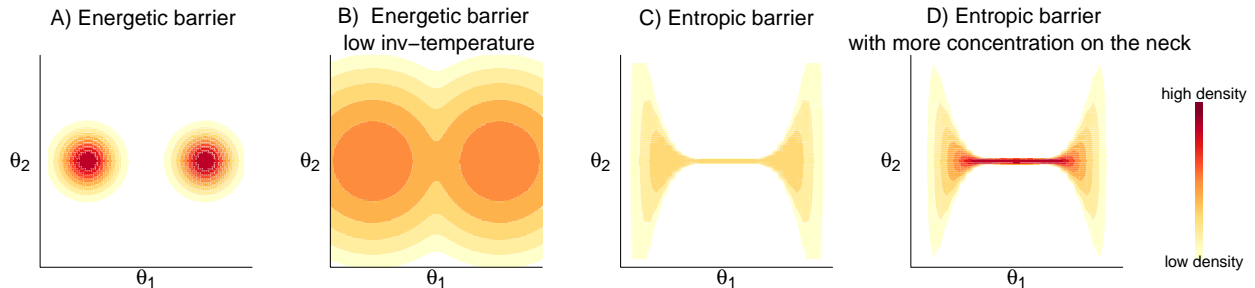 A) Energetic barrier
B) Energetic barrier
low inv−temperature
C) Entropic barrier
D) Entropic barrier
with more concentration on the neck
θ2
θ1
θ2
θ1
θ2
θ1
θ2
θ1
high density
low density